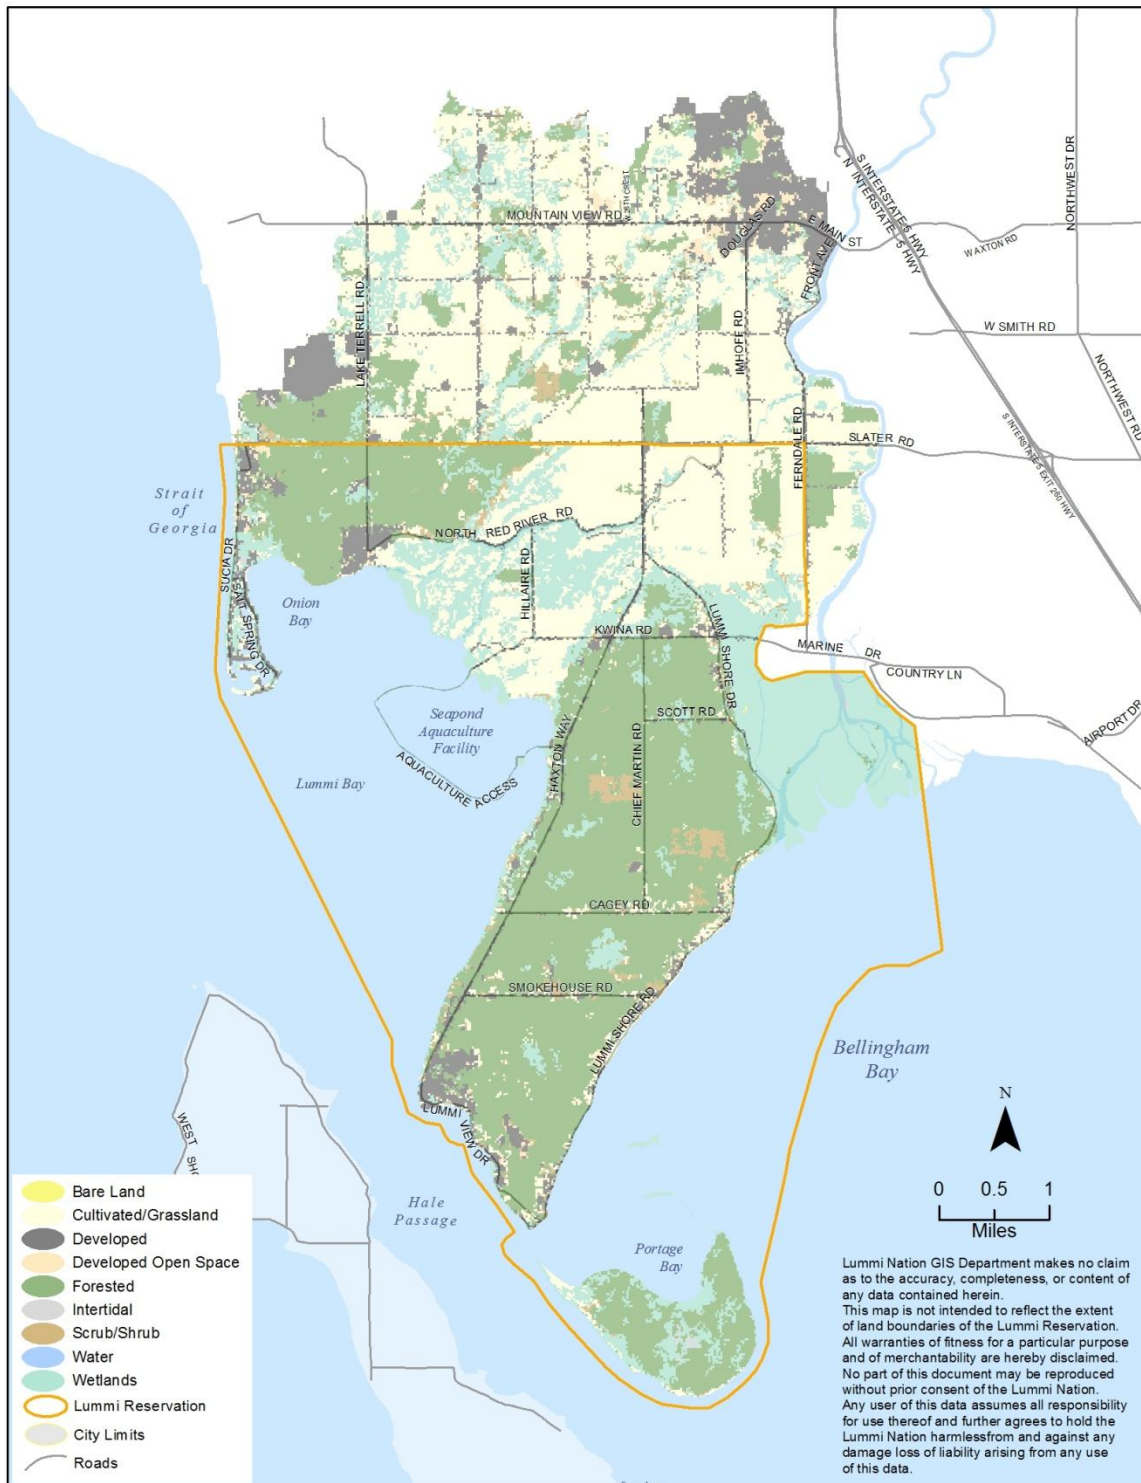 S INTERSTATE-5 HWY
N INTERSTATE - 5 HWY
NORTHWEST DR
MOUNTAIN VIEW RD
DOUGLAS RD
E MAIN ST
WAXTON RD
FRONT AVE
LAKE TERRELL RD
IMHOFF RD
W SMITH RD
NORTHWEST RD
FERNDALE RD
SLATER RD
S INTERSTATE-5 EXIT 260 HWY
Strait
of
Georgia
NORTH RED RIVER RD
SUCIA DR
SALT SPRING DR
Onion
Bay
HILLAIRE RD
KWINA RD
LUMMI SHORE DR
MARINE DR
COUNTRY LN
AIRPORT DR
SCOTT RD
Seapond
Aquaculture
Facility
AQUACULTURE ACCESS
HAXTON WAY
CHIEF MARTIN RD
Lummi Bay
CAGEY RD
SMOKEHOUSE RD
LUMMI SHORE RD
Bellingham
Bay
LUMMI VIEW DR
WEST SHO
Hale
Passage
Portage
Bay
N
0 0.5 1
Miles
Bare Land
Cultivated/Grassland
Developed
Developed Open Space
Forested
Intertidal
Scrub/Shrub
Water
Wetlands
Lummi Reservation
City Limits
Roads
Lummi Nation GIS Department makes no claim
as to the accuracy, completeness, or content of
any data contained herein.
This map is not intended to reflect the extent
of land boundaries of the Lummi Reservation.
All warranties of fitness for a particular purpose
and of merchantability are hereby disclaimed.
No part of this document may be reproduced
without prior consent of the Lummi Nation.
Any user of this data assumes all responsibility
for use thereof and further agrees to hold the
Lummi Nation harmlessfrom and against any
damage loss of liability arising from any use
of this data.